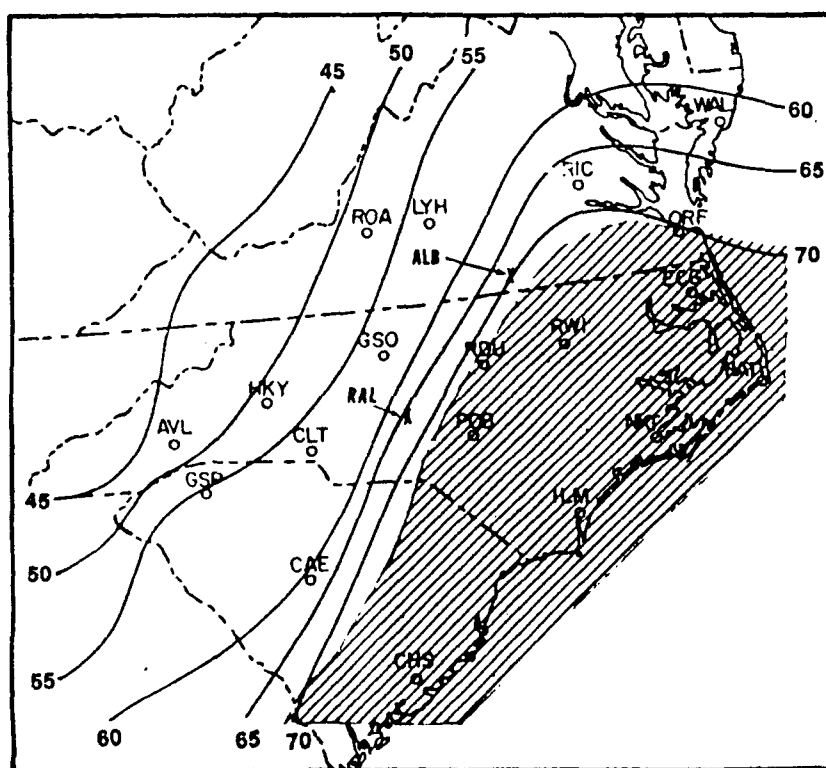 45 50 55
60
WAL
65
RIC
ROA LYH ORF
ALB 70
ECG
GSO RDU RWI
HAT
RAL HKY
AVL CLT POB NKT
45 GSP ILM
50 CAE
55 CHS
60 65 70